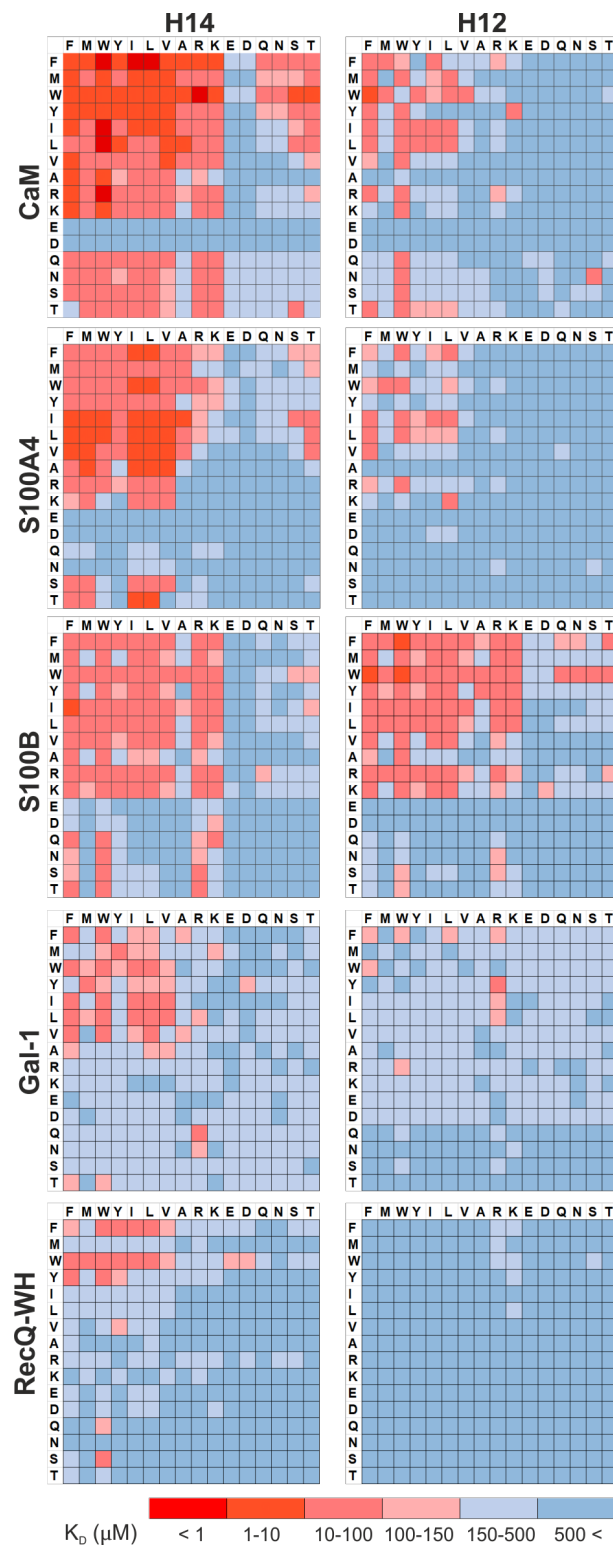 H14 H12
F M W Y I L V A R K E D Q N S T F M W Y I L V A R K E D Q N S T
F F
M M
W W
Y Y
I I
L L
V V
A A
R R
K K
E E
D D
Q Q
N N
S S
T T
CaM
F M W Y I L V A R K E D Q N S T F M W Y I L V A R K E D Q N S T
F F
M M
W W
Y Y
I I
L L
V V
A A
R R
K K
E E
D D
Q Q
N N
S S
T T
S100A4
F M W Y I L V A R K E D Q N S T F M W Y I L V A R K E D Q N S T
F F
M M
W W
Y Y
I I
L L
V V
A A
R R
K K
E E
D D
Q Q
N N
S S
T T
S100B
F M W Y I L V A R K E D Q N S T F M W Y I L V A R K E D Q N S T
F F
M M
W W
Y Y
I I
L L
V V
A A
R R
K K
E E
D D
Q Q
N N
S S
T T
Gal-1
F M W Y I L V A R K E D Q N S T F M W Y I L V A R K E D Q N S T
F F
M M
W W
Y Y
I I
L L
V V
A A
R R
K K
E E
D D
Q Q
N N
S S
T T
RecQ-WH
K_D (µM) < 1 1-10 10-100 100-150 150-500 500 <